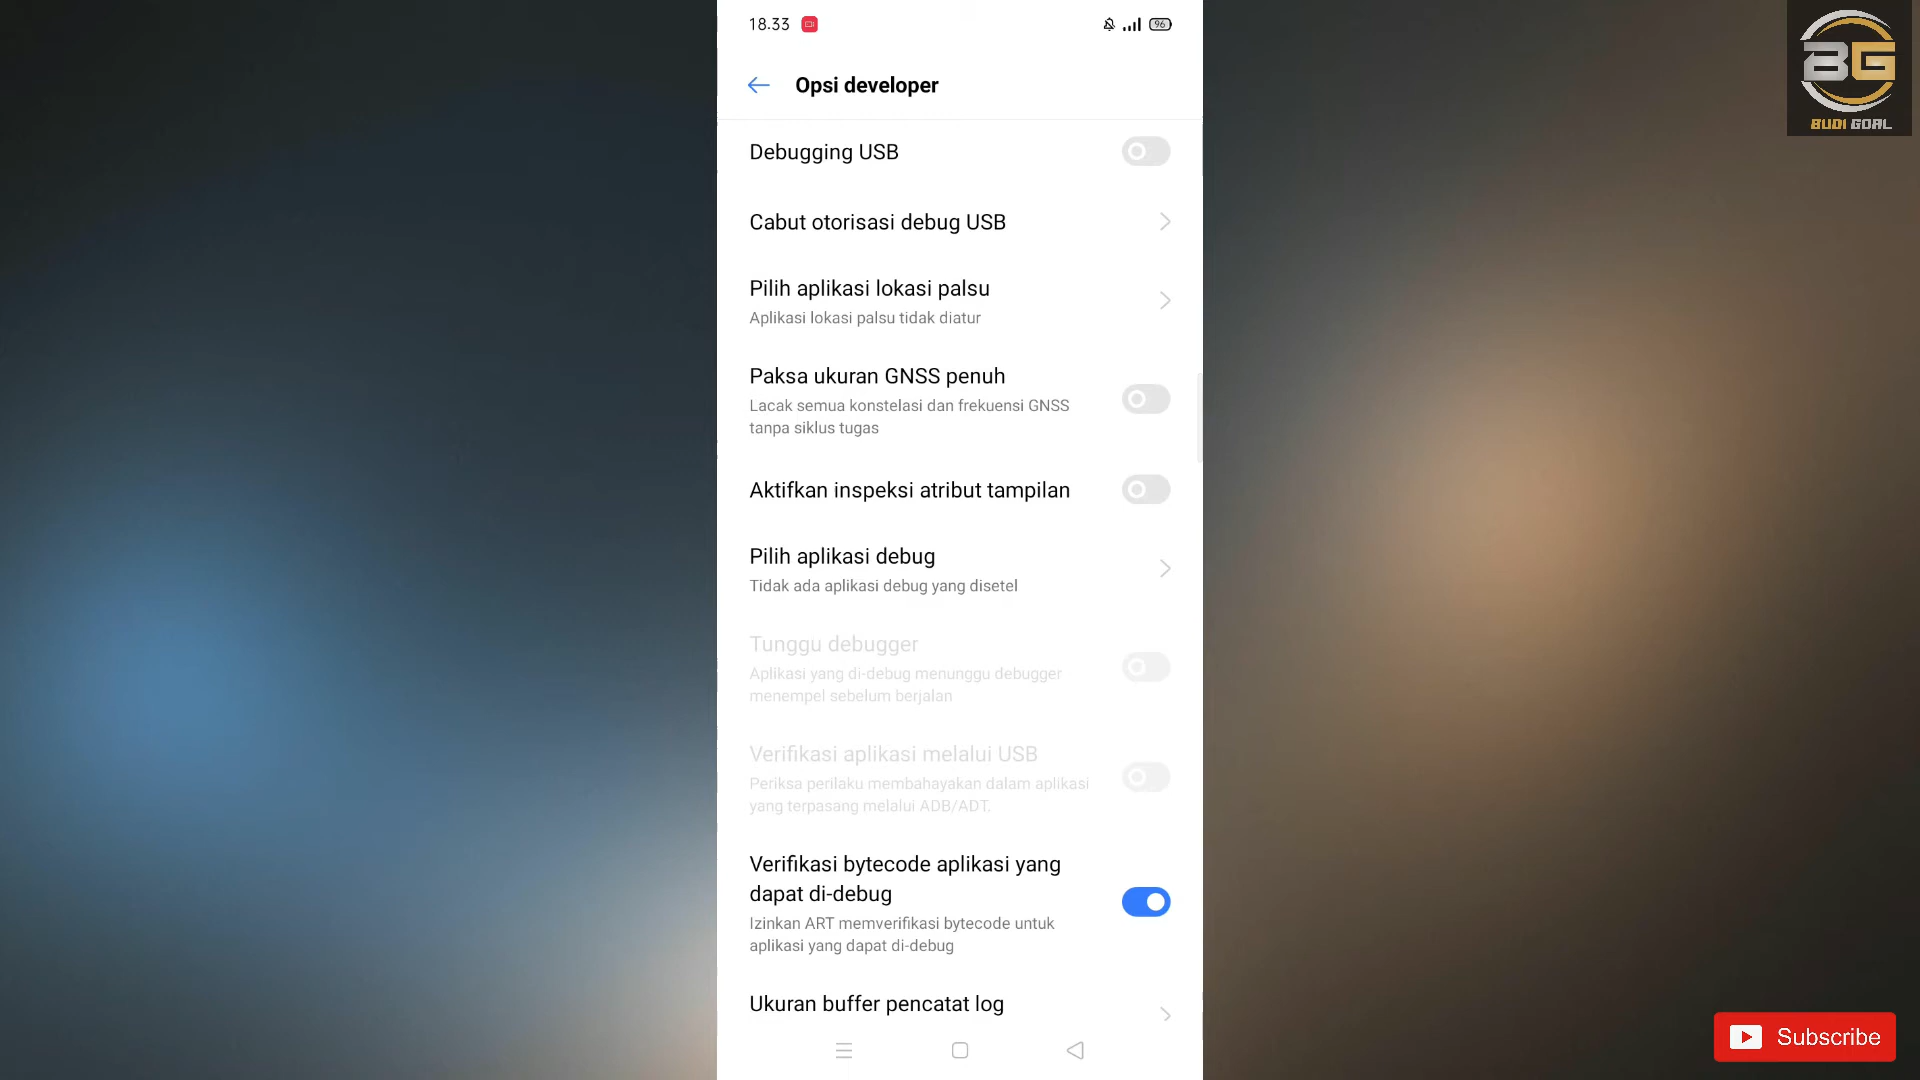 18.33
96
Opsi developer
Debugging USB
Cabut otorisasi debug USB
Pilih aplikasi lokasi palsu
Aplikasi lokasi palsu tidak diatur
Paksa ukuran GNSS penuh
Lacak semua konstelasi dan frekuensi GNSS
tanpa siklus tugas
Aktifkan inspeksi atribut tampilan
Pilih aplikasi debug
Tidak ada aplikasi debug yang disetel
Tunggu debugger
Aplikasi yang di-debug menunggu debugger
menempel sebelum berjalan
Verifikasi aplikasi melalui USB
Periksa perilaku membahayakan dalam aplikasi
yang terpasang melalui ADB/ADT.
Verifikasi bytecode aplikasi yang
dapat di-debug
Izinkan ART memverifikasi bytecode untuk
aplikasi yang dapat di-debug
Ukuran buffer pencatat log
BG
BUDI GOAL
Subscribe